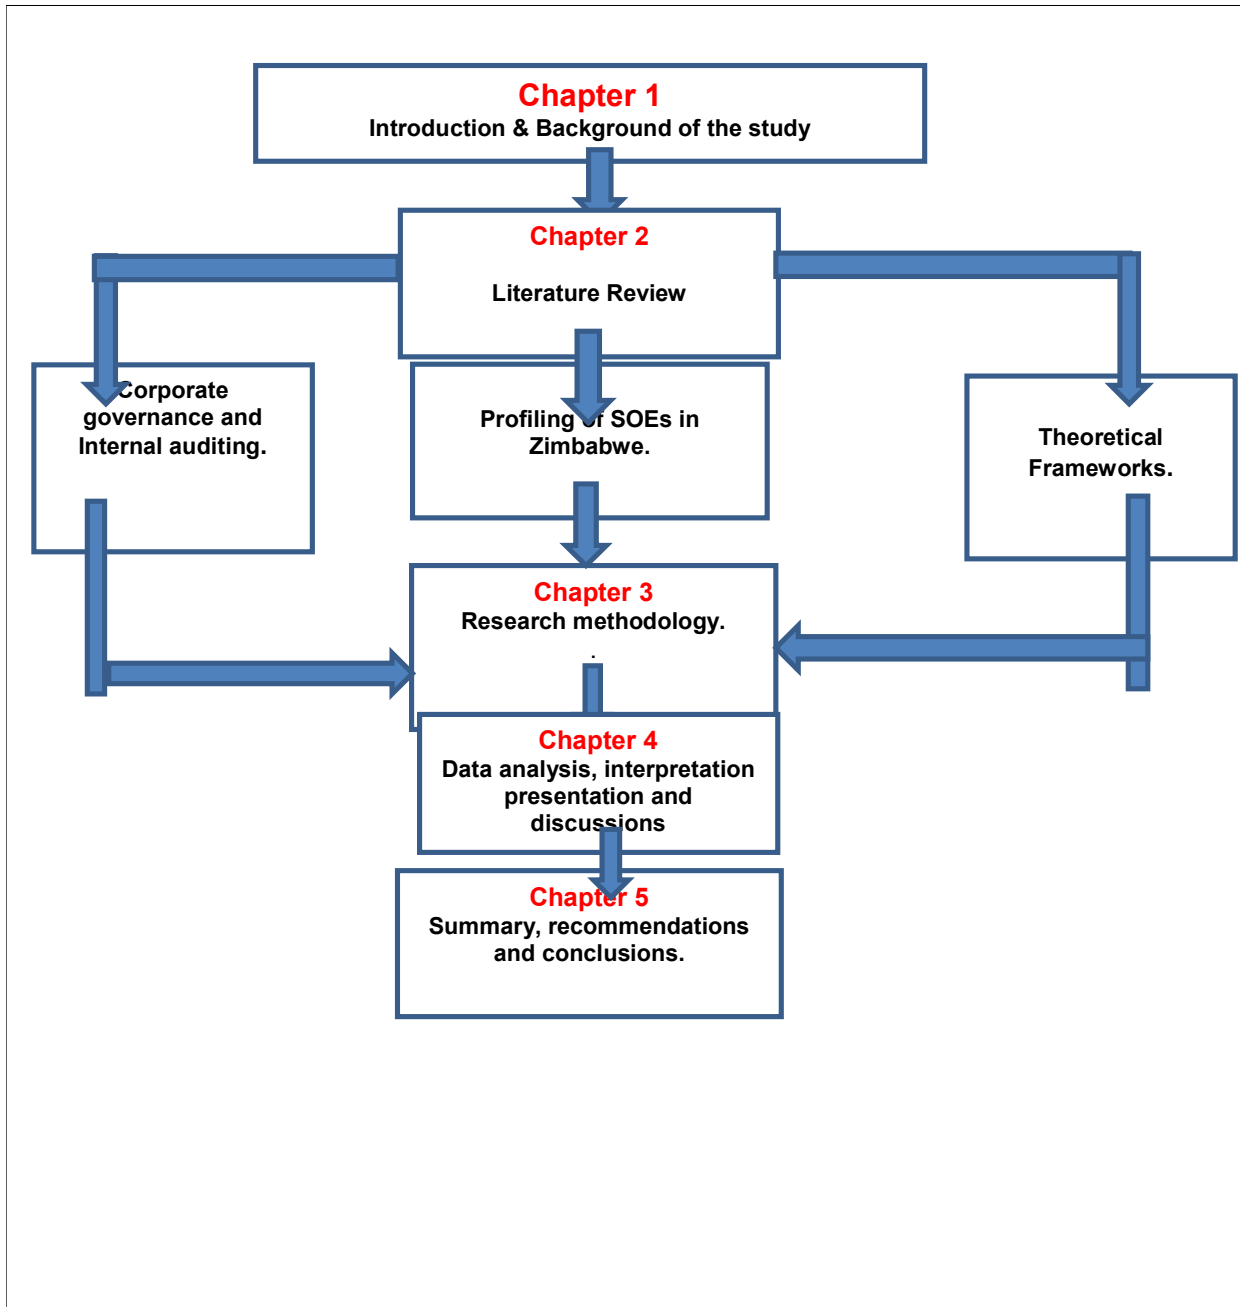 Chapter 1
Introduction & Background of the study
Chapter 2
Literature Review
Corporate
governance and
Internal auditing.
Profiling of SOEs in
Zimbabwe.
Theoretical
Frameworks.
Chapter 3
Research methodology.
.
Chapter 4
Data analysis, interpretation
presentation and
discussions
Chapter 5
Summary, recommendations
and conclusions.